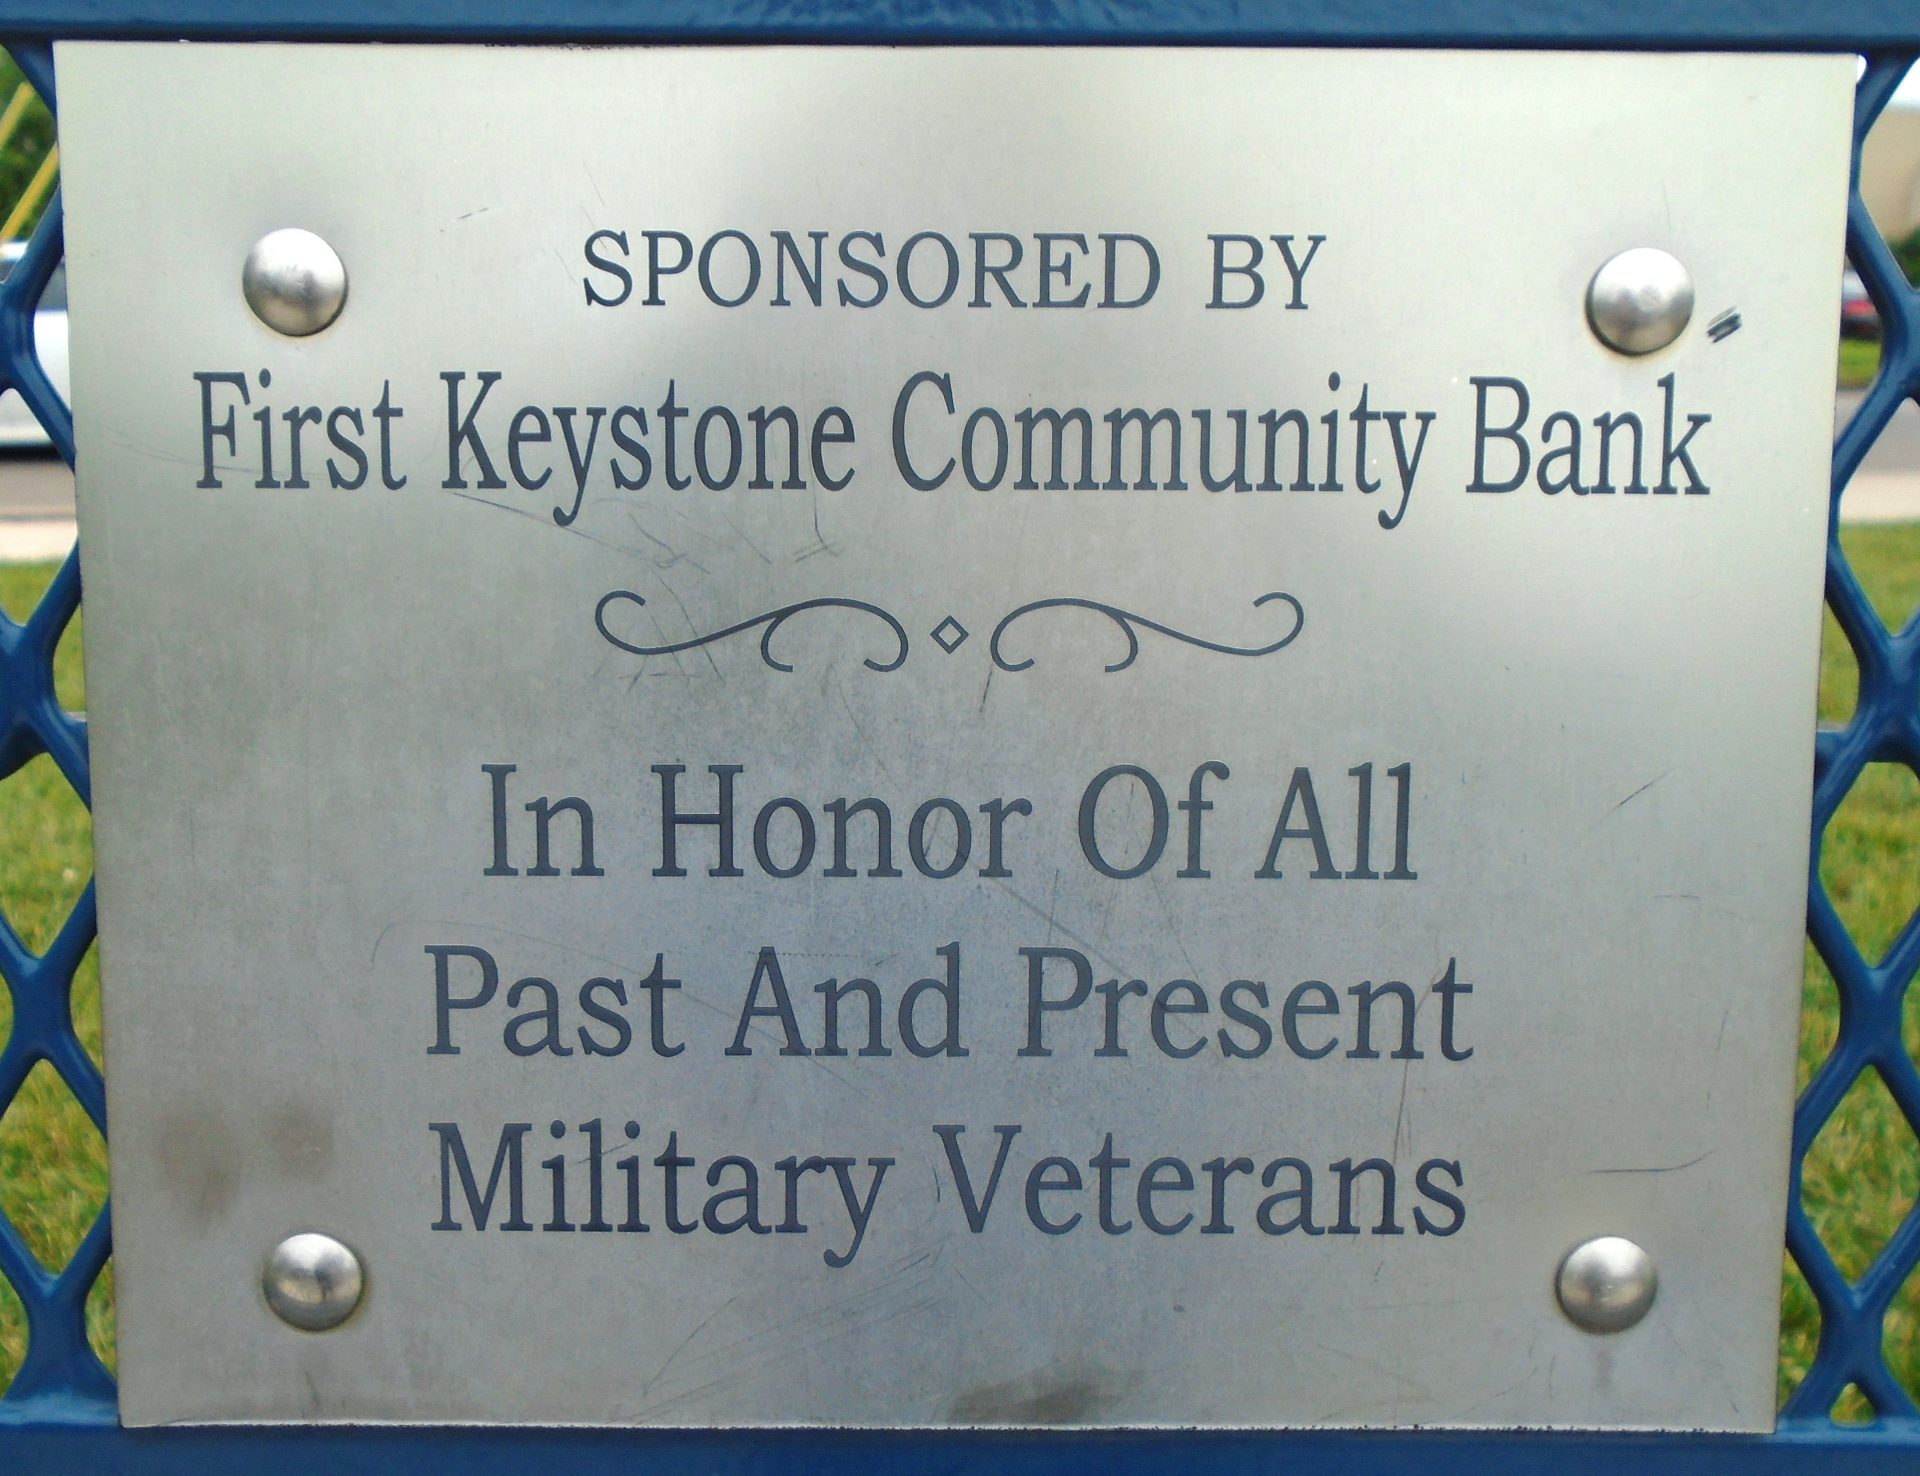 SPONSORED BY
First Keystone Community Bank
In Honor Of All
Past And Present
Military Veterans